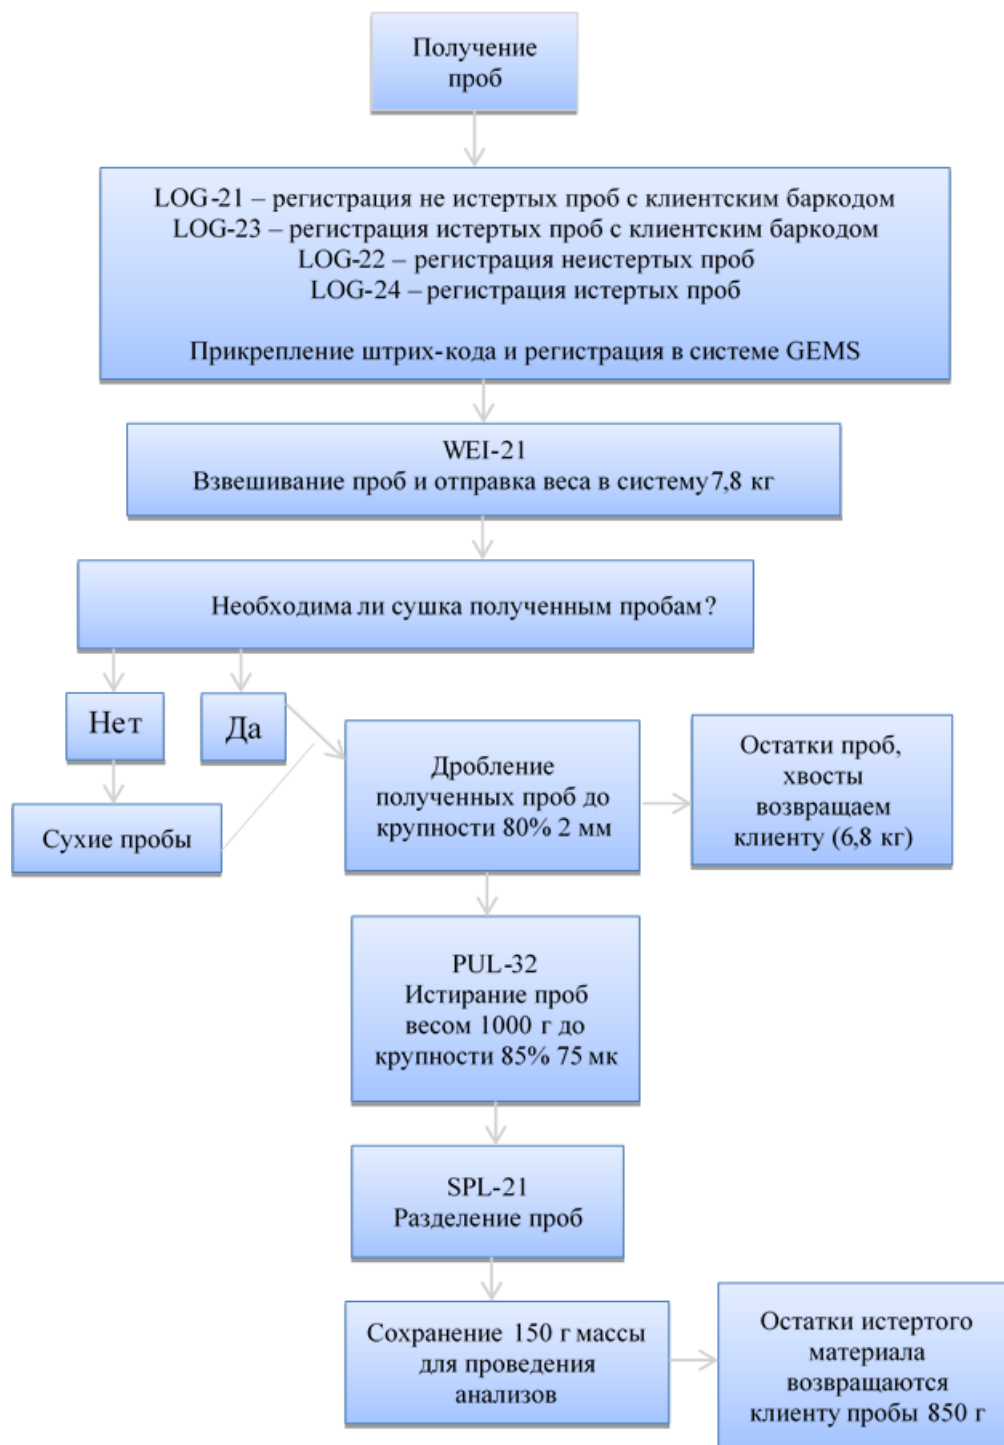 Получение
проб
LOG-21 – регистрация не истертых проб с клиентским баркодом
LOG-23 – регистрация истертых проб с клиентским баркодом
LOG-22 – регистрация неистертых проб
LOG-24 – регистрация истертых проб
Прикрепление штрих-кода и регистрация в системе GEMS
WEI-21
Взвешивание проб и отправка веса в систему 7,8 кг
Необходима ли сушка полученным пробам?
Нет
Да
Сухие пробы
Дробление
полученных проб до
крупности 80% 2 мм
Остатки проб,
хвосты
возвращаем
клиенту (6,8 кг)
PUL-32
Истирание проб
весом 1000 г до
крупности 85% 75 мк
SPL-21
Разделение проб
Сохранение 150 г массы
для проведения
анализов
Остатки истертого
материала
возвращаются
клиенту пробы 850 г